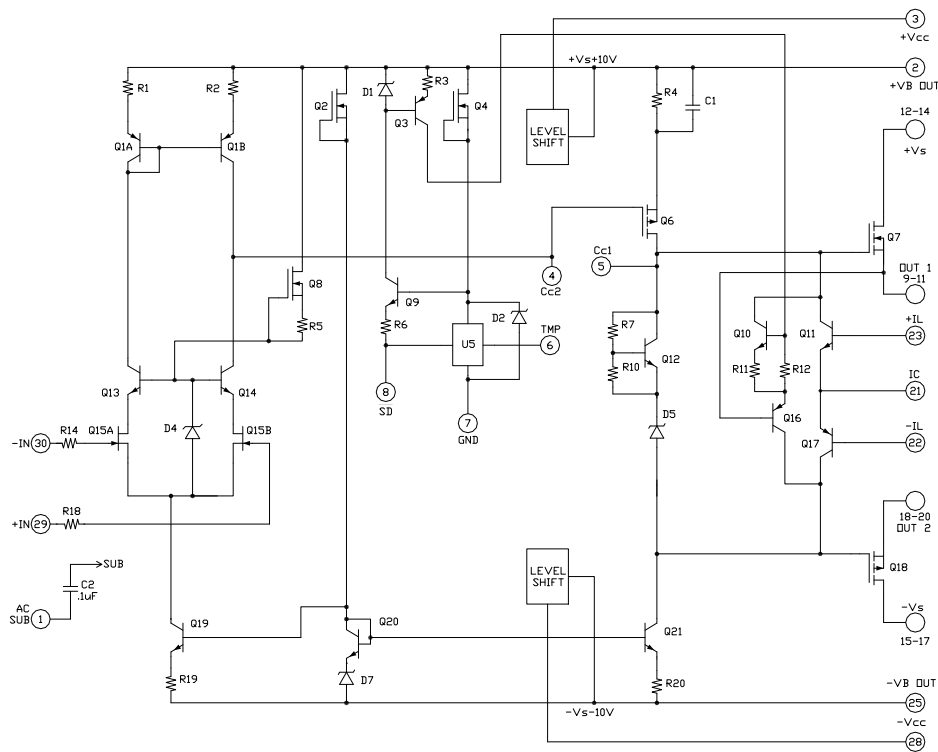 3
+Vcc
+Vs+10V
2
+VB OUT
R1
R2
D1
R3
Q2
Q3
Q4
R4
C1
LEVEL
SHIFT
12-14
+Vs
Q1A
Q1B
Q6
Q7
Cc1
5
4
Cc2
OUT 1
9-11
Q8
R5
Q9
R6
D2
U5
TMP
6
R7
R10
Q12
Q10
Q11
+IL
23
R11
R12
IC
21
Q13
Q14
8
SD
7
GND
D5
Q16
Q17
-IL
22
-IN
30
R14
Q15A
D4
Q15B
+IN
29
R18
18-20
OUT 2
SUB
C2
.1uF
AC
SUB
1
LEVEL
SHIFT
Q18
-Vs
15-17
Q19
Q20
Q21
R19
D7
R20
-Vs-10V
-VB OUT
25
-Vcc
28